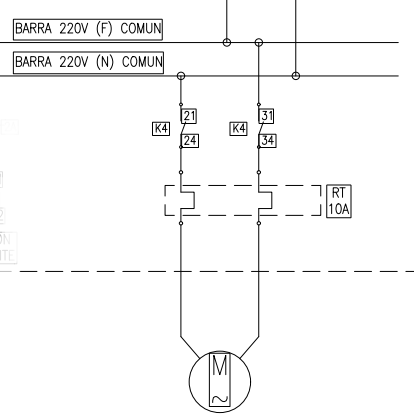 BARRA 220V (F) COMUN
BARRA 220V (N) COMUN
21
31
K4
K4
24
34
RT
10A
M
~